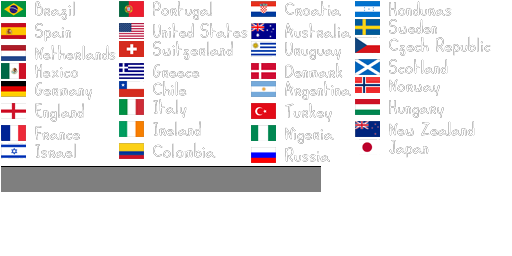 Brazil
Spain
Netherlands
Mexico
Germany
England
France
Israel
Portugal
United States
Switzerland
Greece
Chile
Italy
Ireland
Colombia
Croatia
Australia
Uruguay
Denmark
Argentina
Turkey
Nigeria
Russia
Honduras
Sweden
Czech Republic
Scotland
Norway
Hungary
New Zealand
Japan